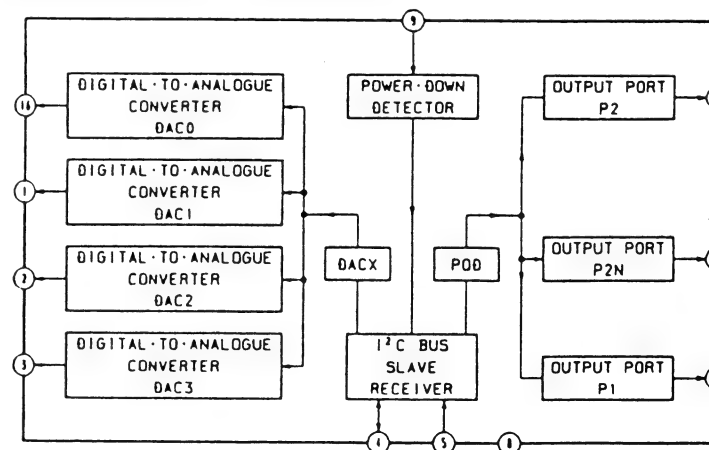 9
DIGITAL·TO·ANALOGUE
CONVERTER
DAC0
16
POWER·DOWN
DETECTOR
OUTPUT PORT
P2
DIGITAL·TO·ANALOGUE
CONVERTER
DAC1
1
DIGITAL·TO·ANALOGUE
CONVERTER
DAC2
2
DACX
POD
OUTPUT PORT
P2N
DIGITAL·TO·ANALOGUE
CONVERTER
DAC3
3
I²C BUS
SLAVE
RECEIVER
OUTPUT PORT
P1
4
5
8